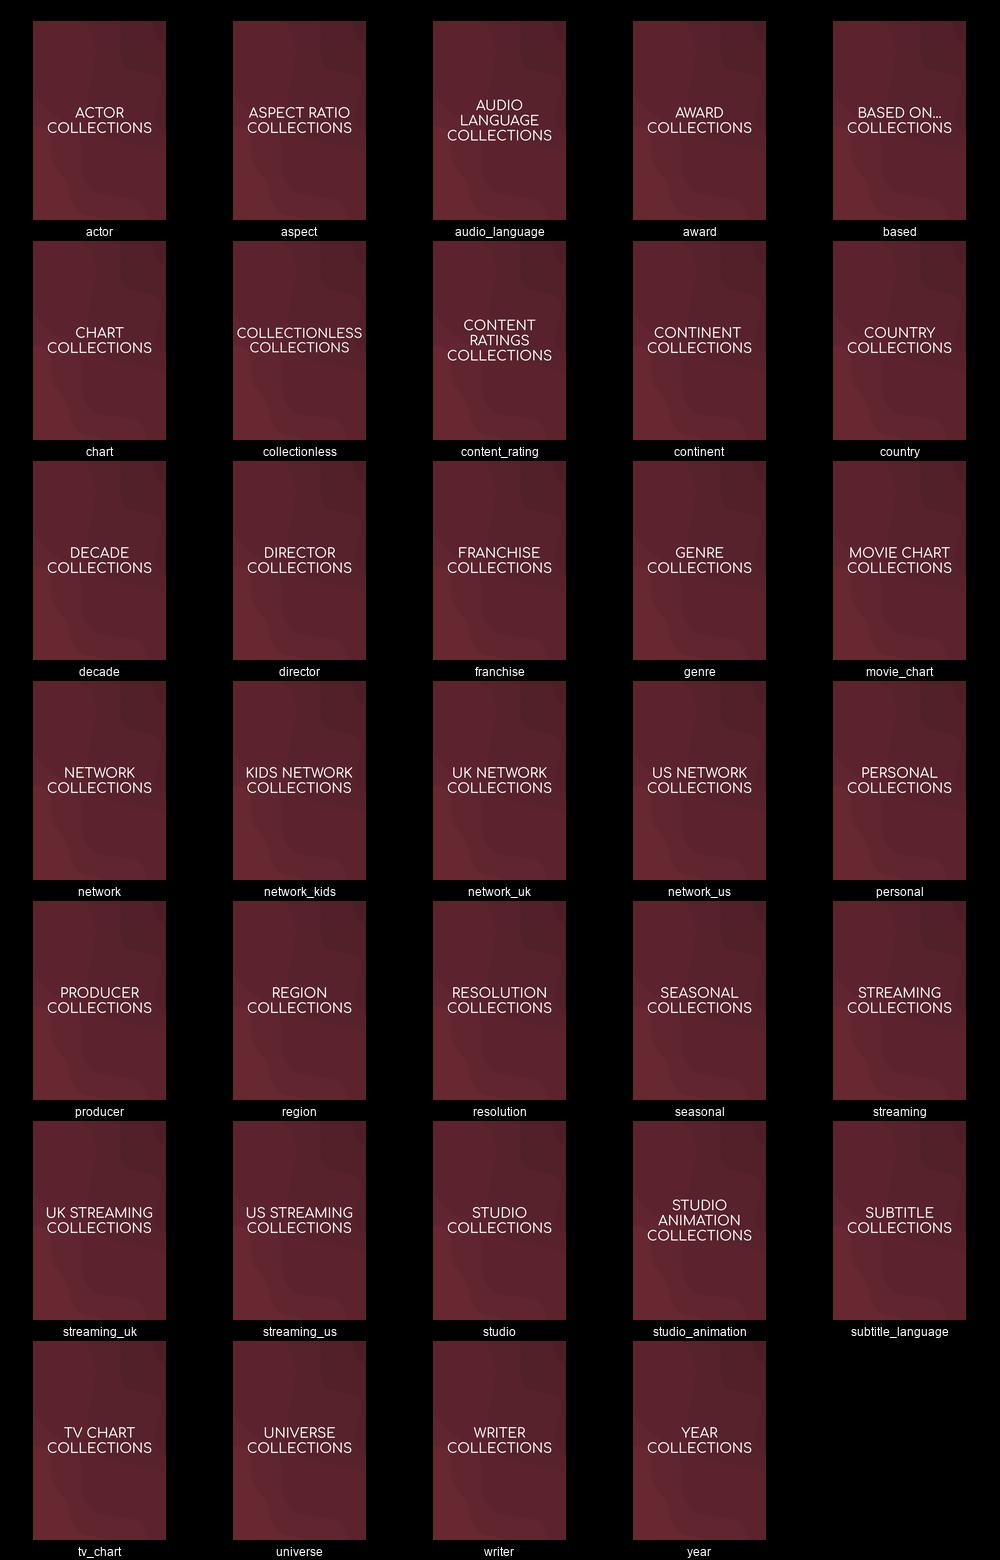 ACTOR
COLLECTIONS
actor
ASPECT RATIO
COLLECTIONS
aspect
AUDIO
LANGUAGE
COLLECTIONS
audio_language
AWARD
COLLECTIONS
award
BASED ON...
COLLECTIONS
based
CHART
COLLECTIONS
chart
COLLECTIONLESS
COLLECTIONS
collectionless
CONTENT
RATINGS
COLLECTIONS
content_rating
CONTINENT
COLLECTIONS
continent
COUNTRY
COLLECTIONS
country
DECADE
COLLECTIONS
decade
DIRECTOR
COLLECTIONS
director
FRANCHISE
COLLECTIONS
franchise
GENRE
COLLECTIONS
genre
MOVIE CHART
COLLECTIONS
movie_chart
NETWORK
COLLECTIONS
network
KIDS NETWORK
COLLECTIONS
network_kids
UK NETWORK
COLLECTIONS
network_uk
US NETWORK
COLLECTIONS
network_us
PERSONAL
COLLECTIONS
personal
PRODUCER
COLLECTIONS
producer
REGION
COLLECTIONS
region
RESOLUTION
COLLECTIONS
resolution
SEASONAL
COLLECTIONS
seasonal
STREAMING
COLLECTIONS
streaming
UK STREAMING
COLLECTIONS
streaming_uk
US STREAMING
COLLECTIONS
streaming_us
STUDIO
COLLECTIONS
studio
STUDIO
ANIMATION
COLLECTIONS
studio_animation
SUBTITLE
COLLECTIONS
subtitle_language
TV CHART
COLLECTIONS
tv_chart
UNIVERSE
COLLECTIONS
universe
WRITER
COLLECTIONS
writer
YEAR
COLLECTIONS
year